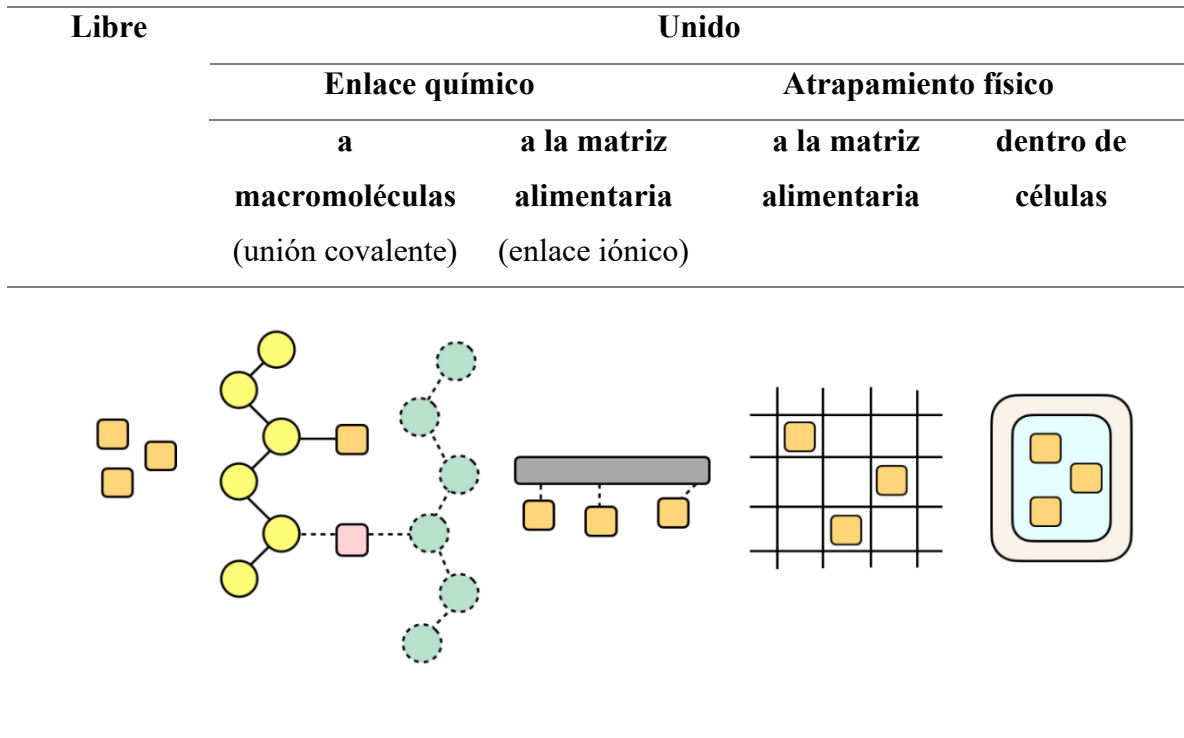 Libre Unido
Enlace químico Atrapamiento físico
a a la matriz a la matriz dentro de
macromoléculas alimentaria alimentaria células
(unión covalente) (enlace iónico)